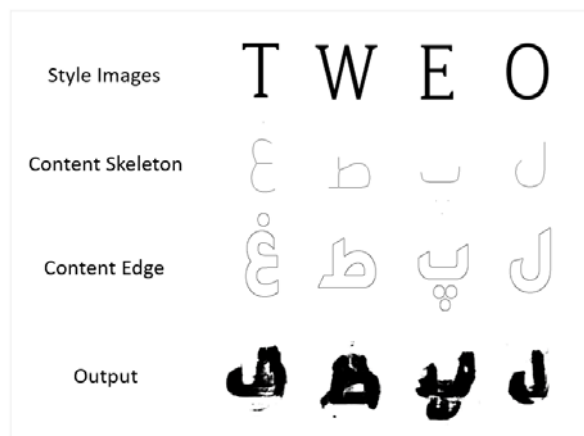 Style Images T W E O
Content Skeleton غ ط پ ل
Content Edge غ ط پ ل
Output ط پ ل